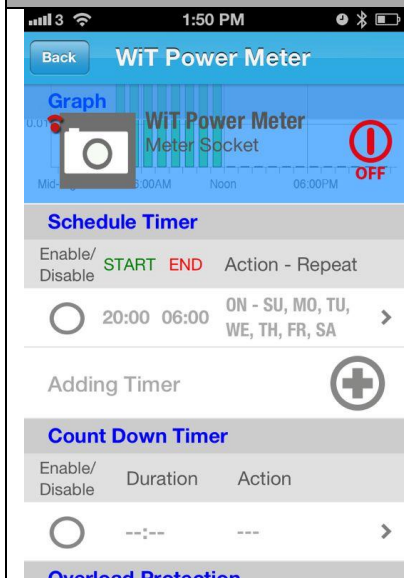 3 1:50 PM
Back WiT Power Meter
Graph
WiT Power Meter
Meter Socket
OFF
Noon 06:00PM
Schedule Timer
Enable/
Disable START END Action - Repeat
20:00 06:00 ON - SU, MO, TU,
WE, TH, FR, SA
Adding Timer
Count Down Timer
Enable/
Disable Duration Action
--:-- ---
Overload Protection